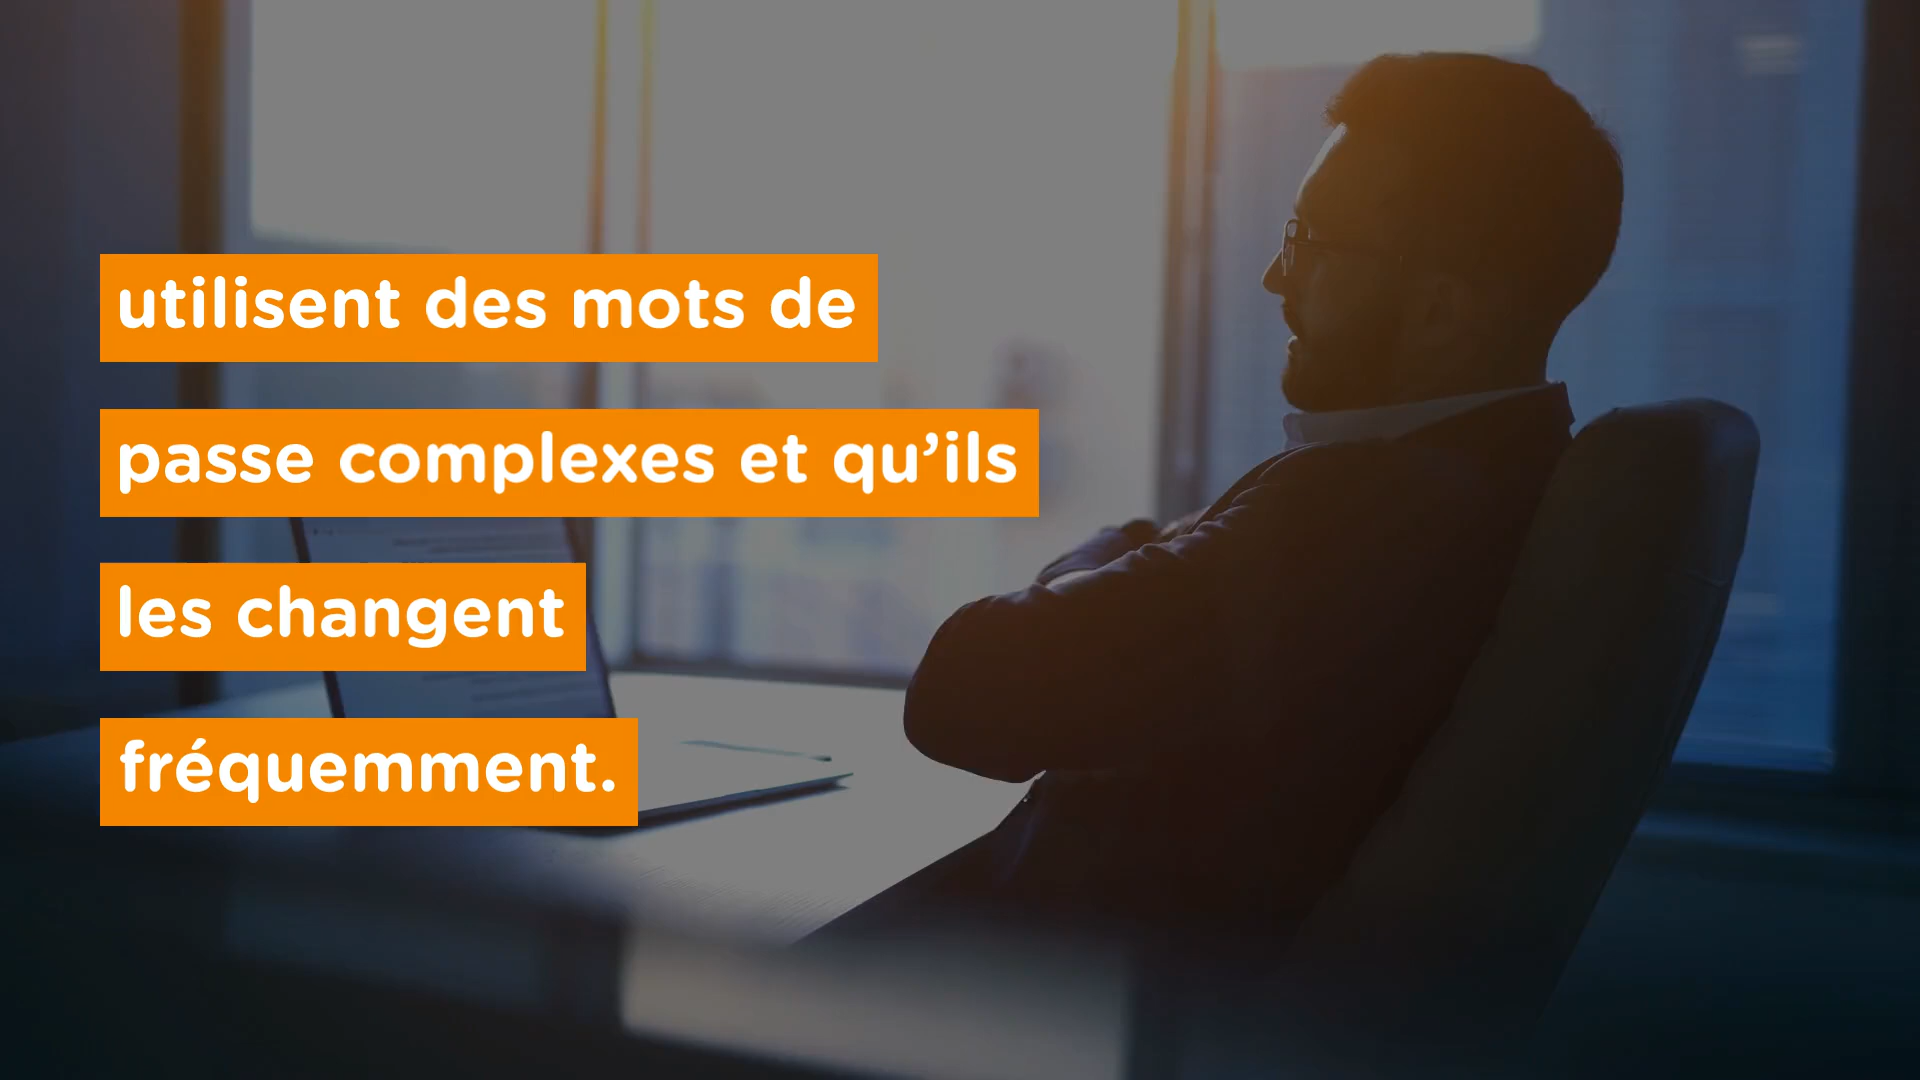 utilisent des mots de
passe complexes et qu’ils
les changent
fréquemment.